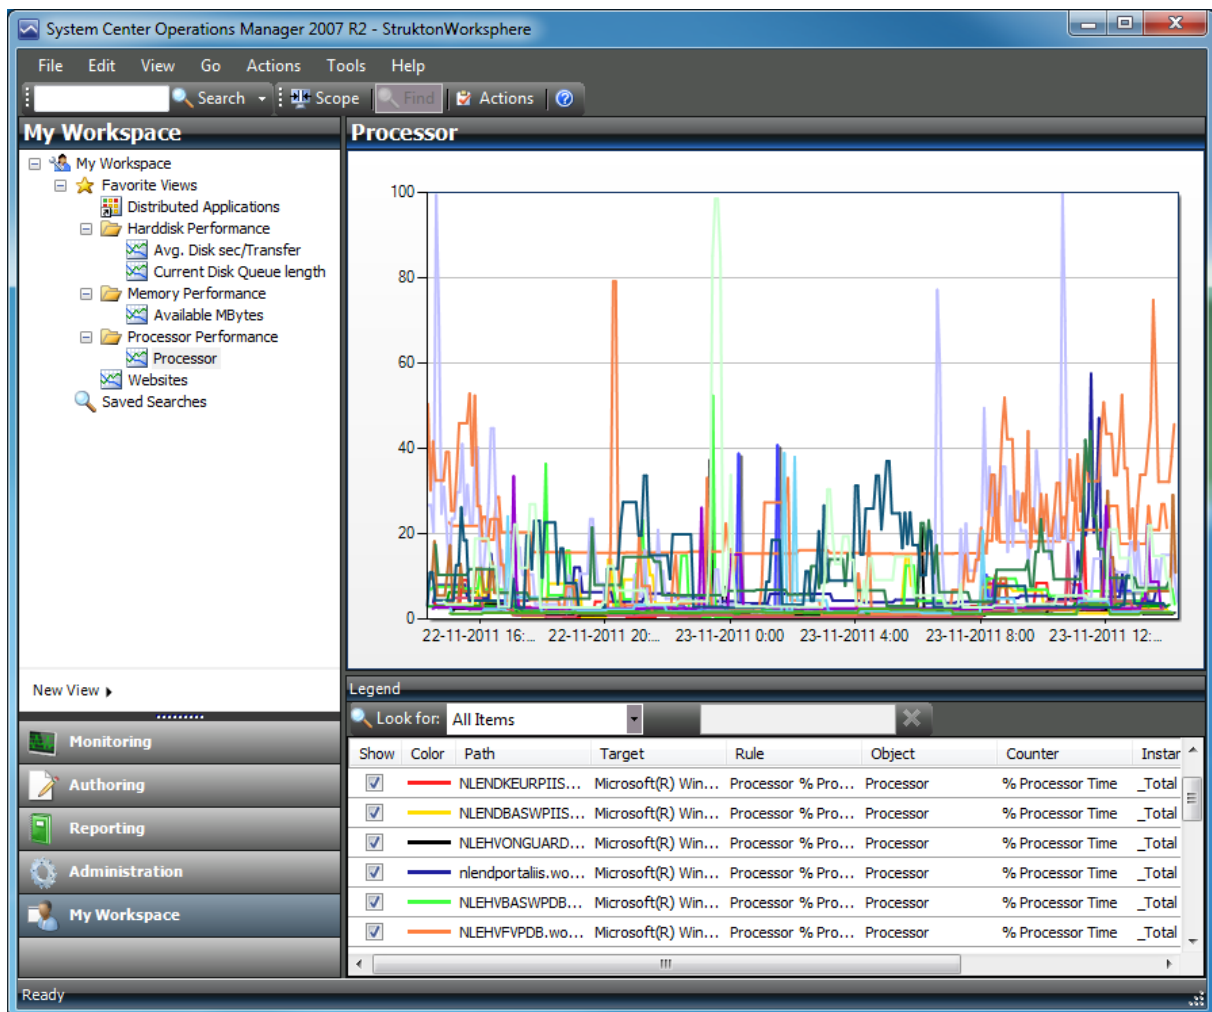 System Center Operations Manager 2007 R2 - StruktonWorksphere
File Edit View Go Actions Tools Help
Search Scope Find Actions
My Workspace
My Workspace
Favorite Views
Distributed Applications
Harddisk Performance
Avg. Disk sec/Transfer
Current Disk Queue length
Memory Performance
Available MBytes
Processor Performance
Processor
Websites
Saved Searches
New View
Monitoring
Authoring
Reporting
Administration
My Workspace
Processor
100
80
60
40
20
0
22-11-2011 16:... 22-11-2011 20:... 23-11-2011 0:00 23-11-2011 4:00 23-11-2011 8:00 23-11-2011 12:...
Legend
Look for: All Items
Show Color Path Target Rule Object Counter Instar
NLENDKEURPIIS... Microsoft(R) Win... Processor % Pro... Processor % Processor Time _Total
NLENDBASWPIIS... Microsoft(R) Win... Processor % Pro... Processor % Processor Time _Total
NLEHVONGUARD... Microsoft(R) Win... Processor % Pro... Processor % Processor Time _Total
nlendportaliis.wo... Microsoft(R) Win... Processor % Pro... Processor % Processor Time _Total
NLEHVBASWPDB... Microsoft(R) Win... Processor % Pro... Processor % Processor Time _Total
NLEHVFVPDB.wo... Microsoft(R) Win... Processor % Pro... Processor % Processor Time _Total
Ready